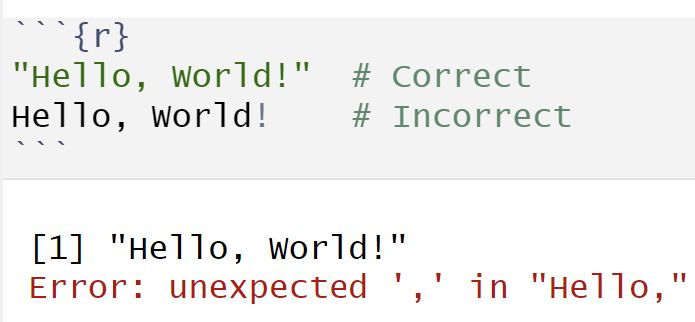 ```{r}
"Hello, World!"  # Correct
Hello, World!    # Incorrect
```
[1] "Hello, World!"
Error: unexpected ',' in "Hello,"